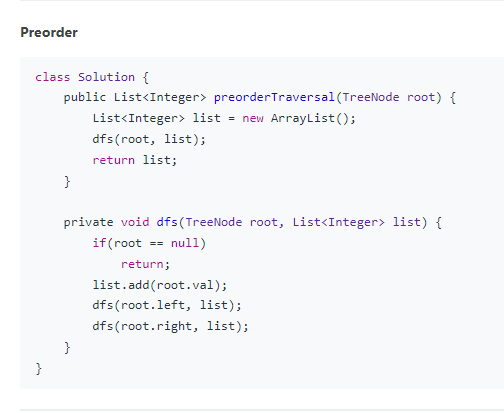 Preorder
class Solution {
    public List<Integer> preorderTraversal(TreeNode root) {
        List<Integer> list = new ArrayList();
        dfs(root, list);
        return list;
    }

    private void dfs(TreeNode root, List<Integer> list) {
        if(root == null)
            return;
        list.add(root.val);
        dfs(root.left, list);
        dfs(root.right, list);
    }
}